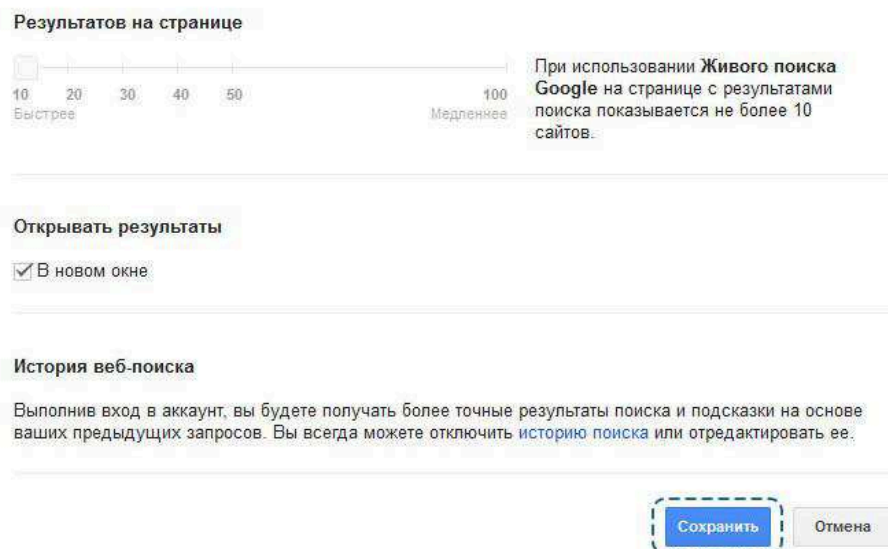 Результатов на странице
10 20 30 40 50 100
Быстрее Медленнее
При использовании Живого поиска
Google на странице с результатами
поиска показывается не более 10
сайтов.
Открывать результаты
В новом окне
История веб-поиска
Выполнив вход в аккаунт, вы будете получать более точные результаты поиска и подсказки на основе
ваших предыдущих запросов. Вы всегда можете отключить историю поиска или отредактировать ее.
Сохранить Отмена